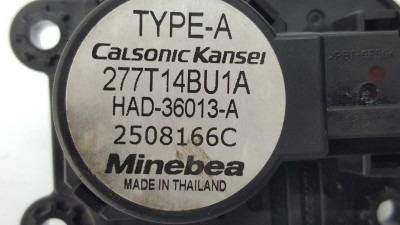 TYPE-A
Calsonic Kansei
277T14BU1A
HAD-36013-A
2508166C
Minebea
MADE IN THAILAND